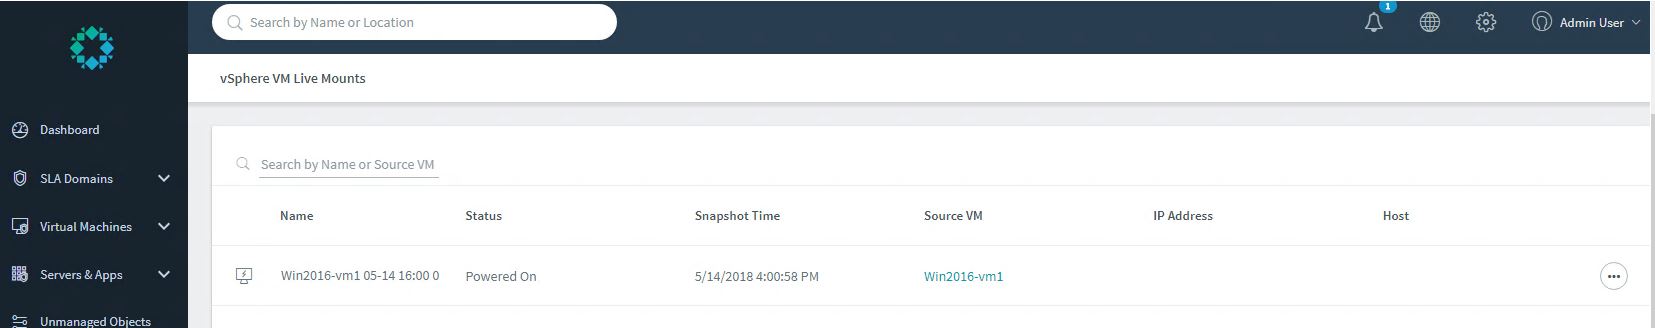 Search by Name or Location
1
Admin User
vSphere VM Live Mounts
Dashboard
SLA Domains
Virtual Machines
Servers & Apps
Unmanaged Objects
Search by Name or Source VM
Name Status Snapshot Time Source VM IP Address Host
Win2016-vm1 05-14 16:00 0 Powered On 5/14/2018 4:00:58 PM Win2016-vm1